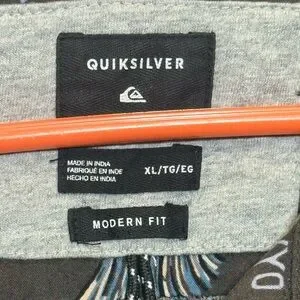 QUIKSILVER
MADE IN INDIA
FABRIQUÉ EN INDE
HECHO EN INDIA
XL/TG/EG
MODERN FIT